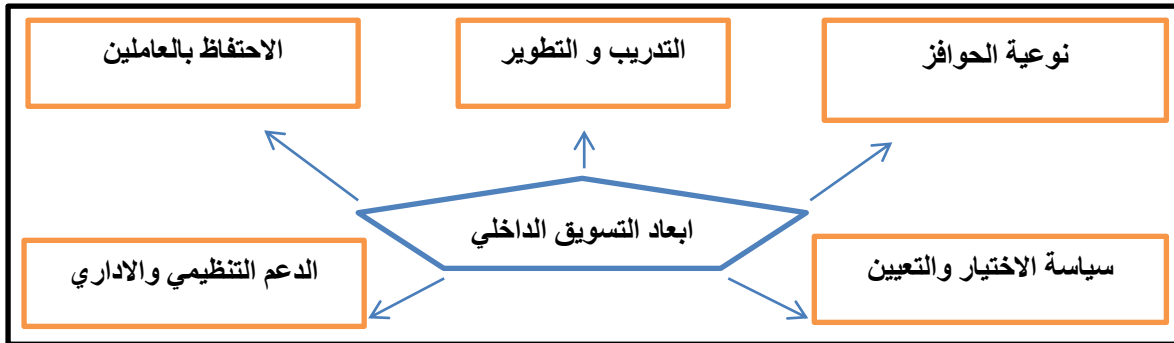 نوعية الحوافز
التدريب و التطوير
الاحتفاظ بالعاملين
ابعاد التسويق الداخلي
سياسة الاختيار والتعيين
الدعم التنظيمي والاداري